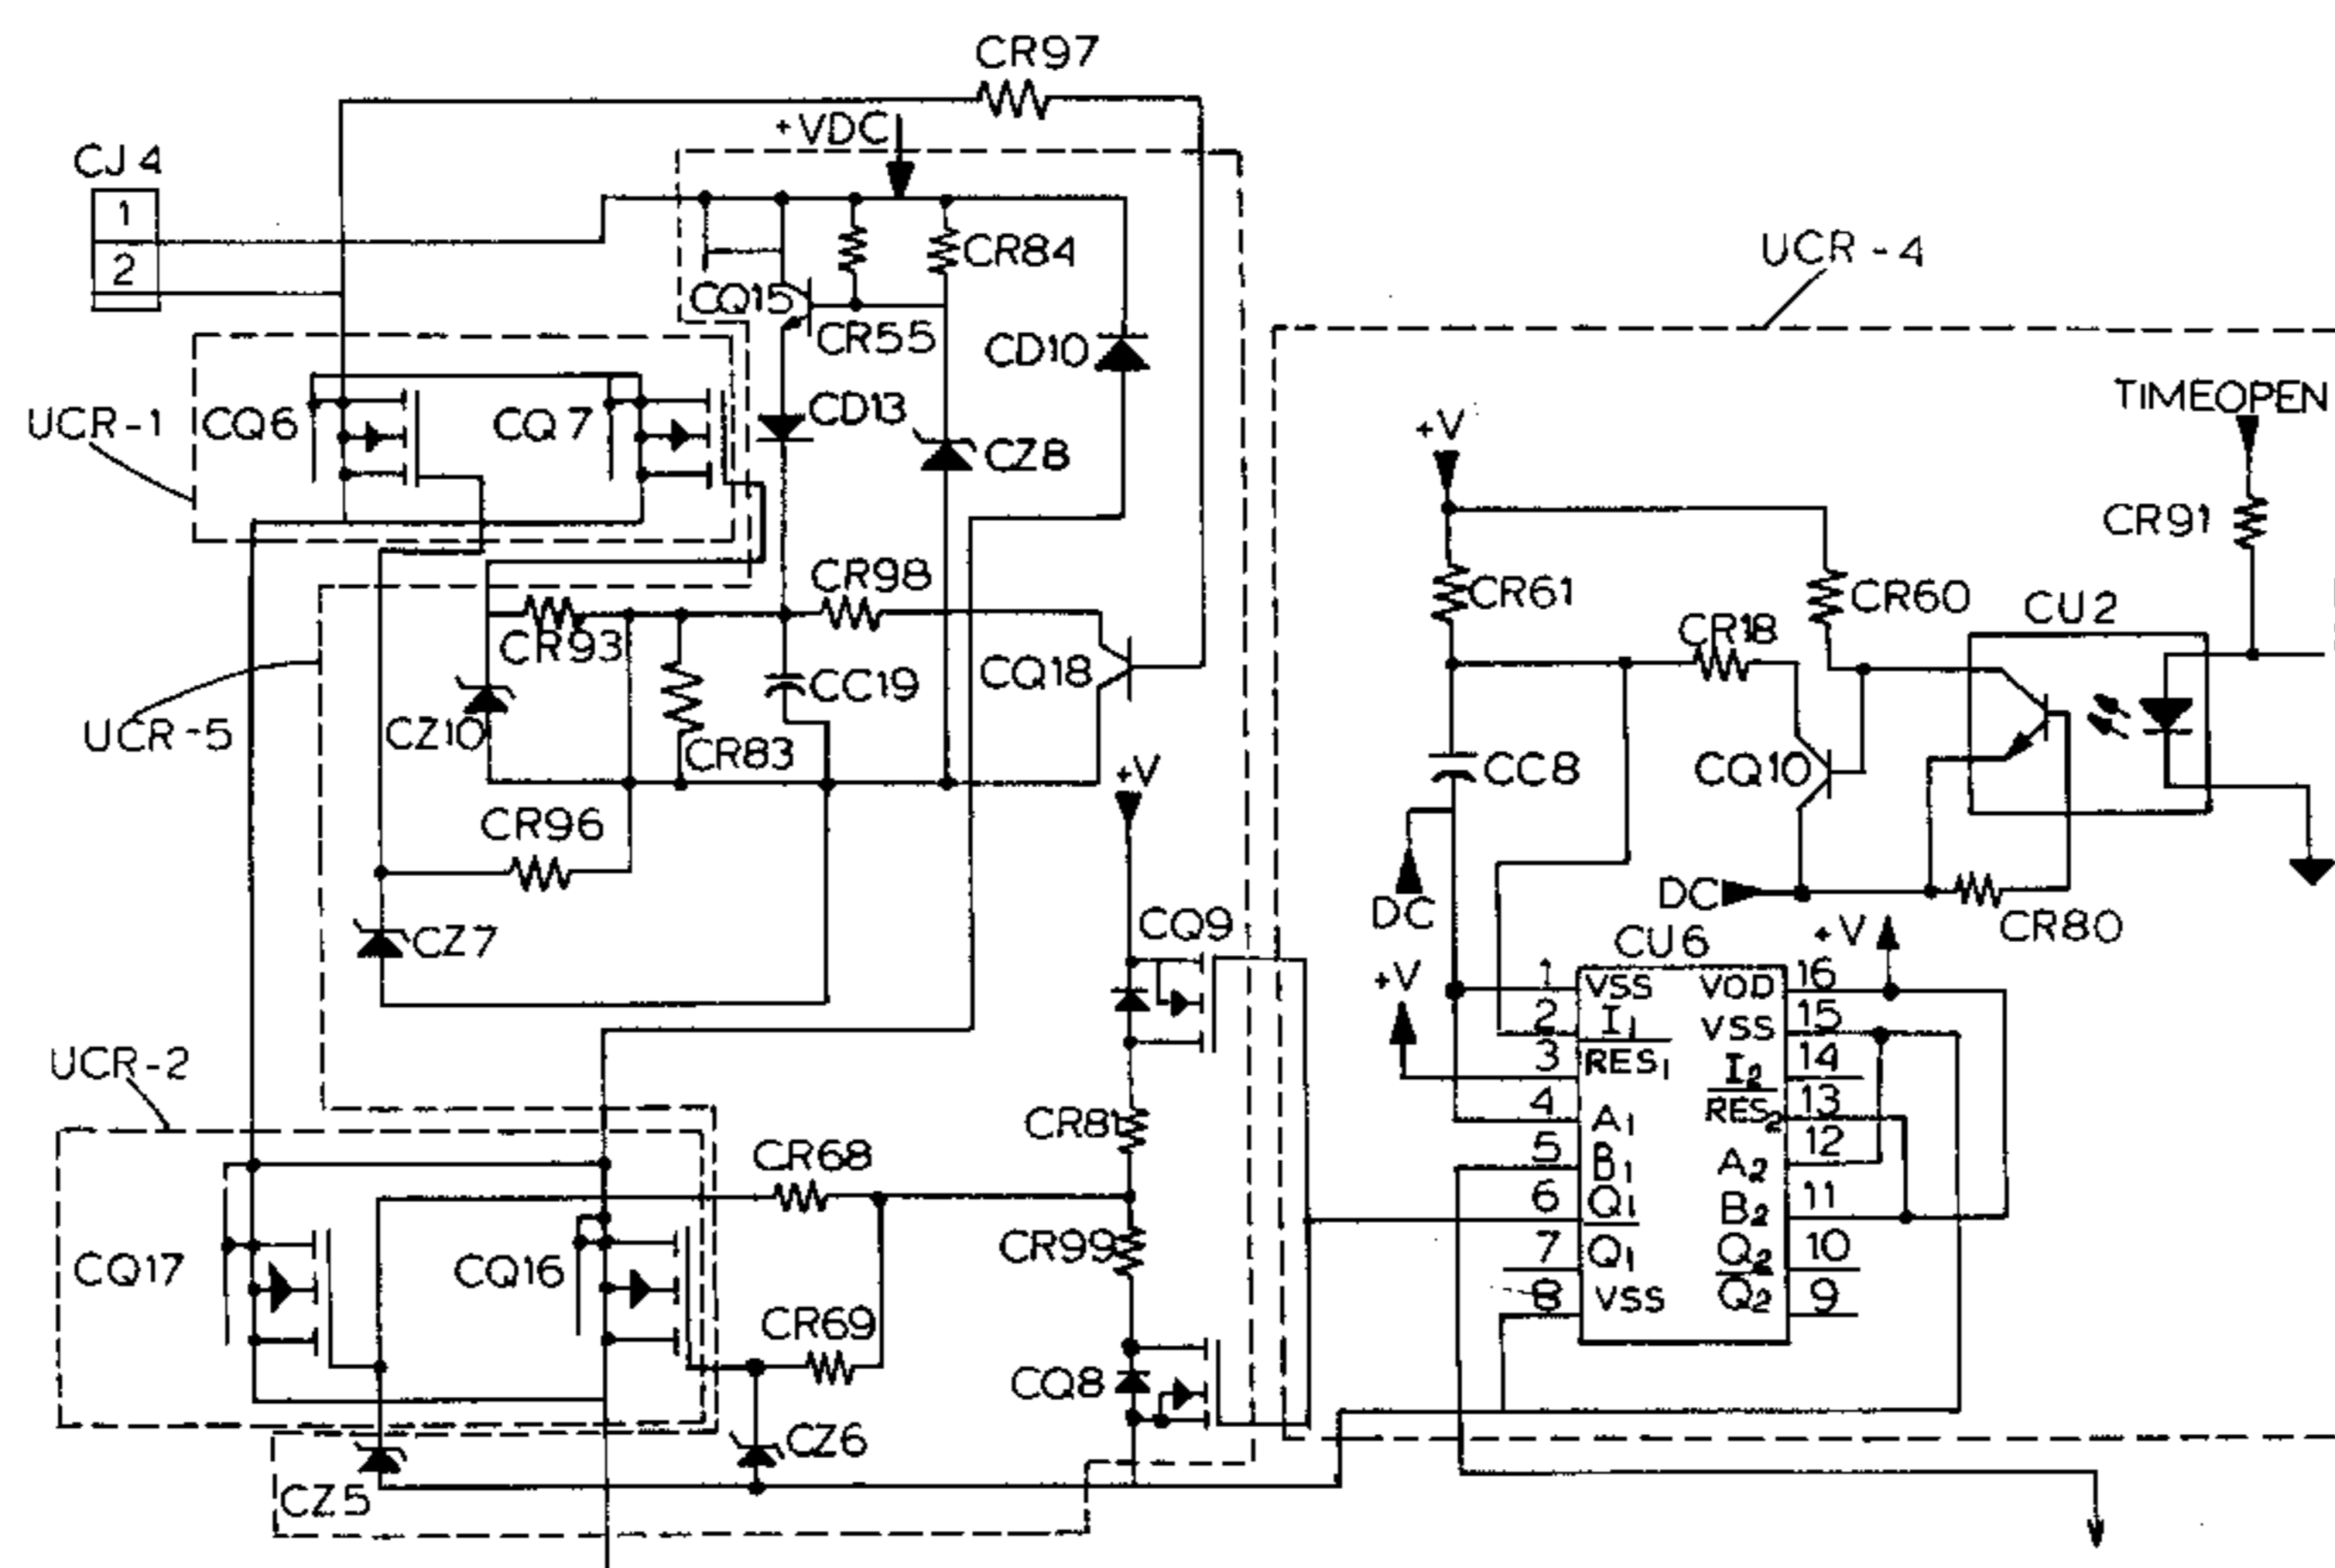 CR97
+VDC
CJ4
1
2
CR84
UCR-4
CQ15
CR55
CD10
TIMEOPEN
UCR-1
CQ6
CQ7
CD13
+V
CZ8
CR91
CR98
CR61
CR60
CU2
CR93
CR18
CQ18
CC19
UCR-5
CZ10
CR83
+V
CC8
CQ10
CR96
DC
DC
CR80
CZ7
CQ9
CU6
+V
+V
1 VSS VOD 16
2 I1 VSS 15
3 RES1 I2 14
4 A1 RES2 13
5 B1 A2 12
6 Q1 B2 11
7 Q1 Q2 10
8 VSS Q2 9
UCR-2
CR81
CR68
CR99
CQ17
CQ16
CR69
CQ8
CZ6
CZ5